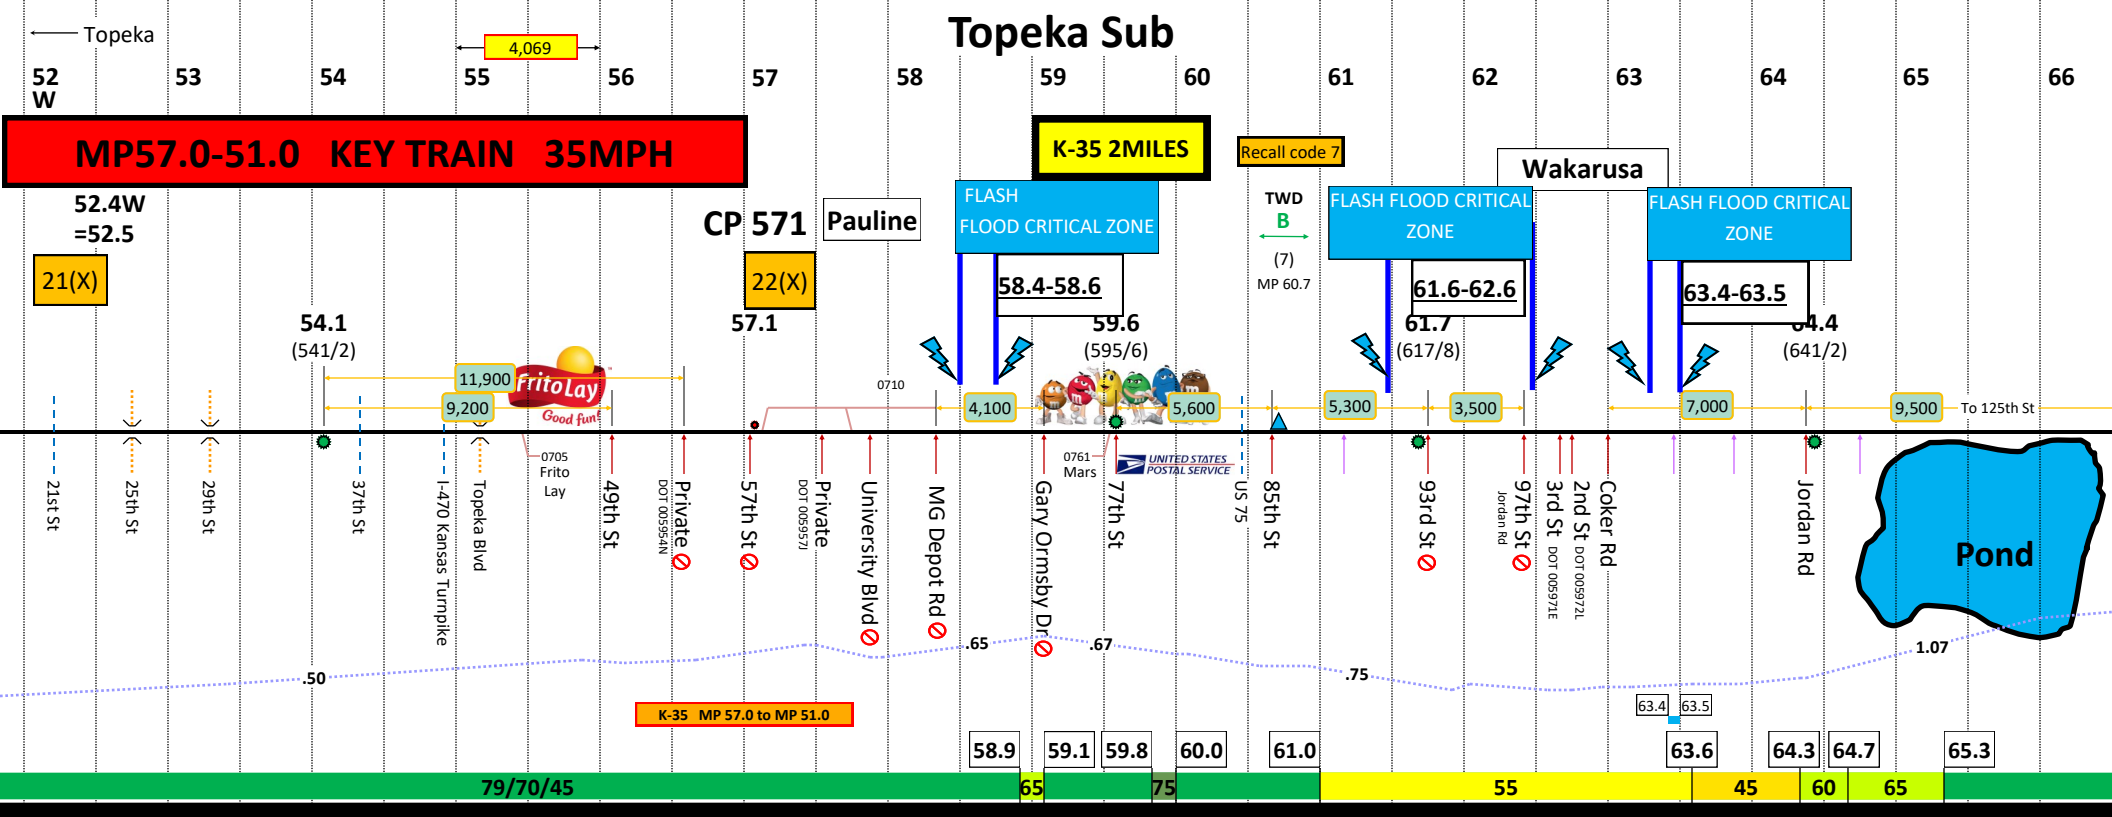 Topeka Sub
Topeka
4,069
52
W
53
54
55
56
57
58
59
60
61
62
63
64
65
66
MP57.0-51.0 KEY TRAIN 35MPH
K-35 2MILES
Recall code 7
Wakarusa
52.4W
=52.5
21(X)
CP 571
22(X)
57.1
Pauline
FLASH
FLOOD CRITICAL ZONE
58.4-58.6
TWD
B
(7)
MP 60.7
FLASH FLOOD CRITICAL
ZONE
61.6-62.6
FLASH FLOOD CRITICAL
ZONE
63.4-63.5
54.1
(541/2)
59.6
(595/6)
61.7
(617/8)
64.4
(641/2)
11,900
9,200
FritoLay
Good fun!
0710
4,100
5,600
5,300
3,500
7,000
9,500
To 125th St
0705
Frito
Lay
0761
Mars
UNITED STATES
POSTAL SERVICE
21st St
25th St
29th St
37th St
I-470 Kansas Turnpike
Topeka Blvd
49th St
Private
DOT 005954N
57th St
Private
DOT 005957J
University Blvd
MG Depot Rd
Gary Ormsby Dr
77th St
US 75
85th St
93rd St
97th St
Jordan Rd
3rd St DOT 005971E
2nd St DOT 005972L
Coker Rd
Jordan Rd
Pond
.50
.65
.67
.75
1.07
K-35 MP 57.0 to MP 51.0
63.4
63.5
58.9
59.1
59.8
60.0
61.0
63.6
64.3
64.7
65.3
79/70/45
65
75
55
45
60
65